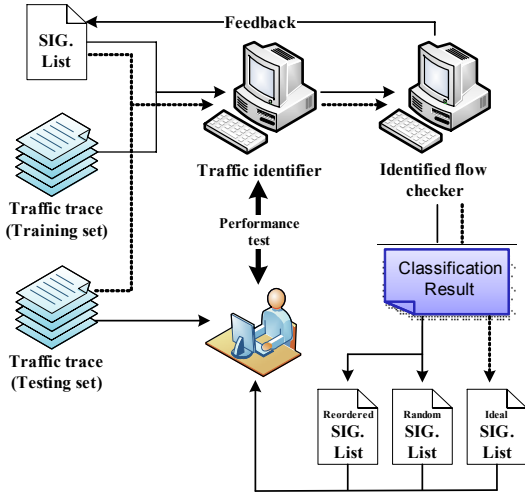 Feedback
SIG.
List
Traffic identifier
Identified flow
checker
Traffic trace
(Training set)
Performance
test
Classification
Result
Traffic trace
(Testing set)
Reordered
SIG.
List
Random
SIG.
List
Ideal
SIG.
List